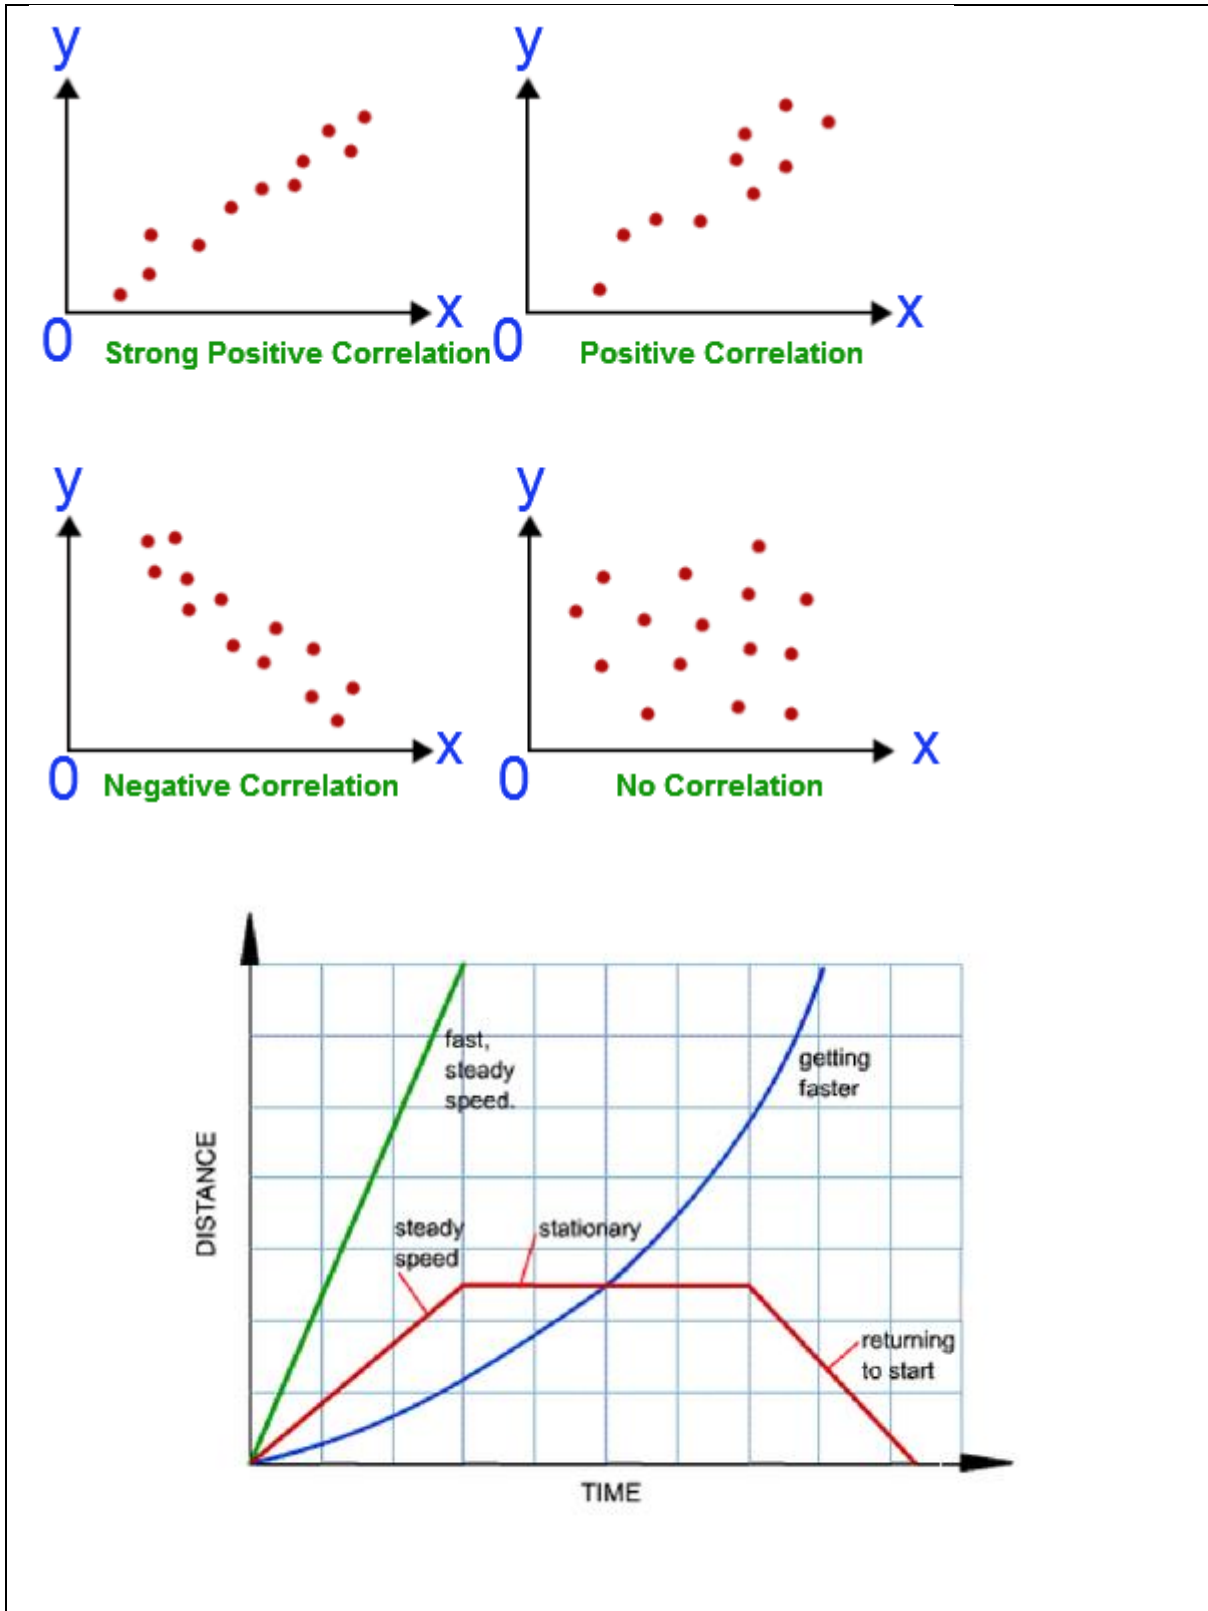 y
y
0
x
0
x
Strong Positive Correlation
Positive Correlation
y
y
0
x
0
x
Negative Correlation
No Correlation
fast,
steady
speed.
getting
faster
steady
speed
stationary
returning
to start
DISTANCE
TIME